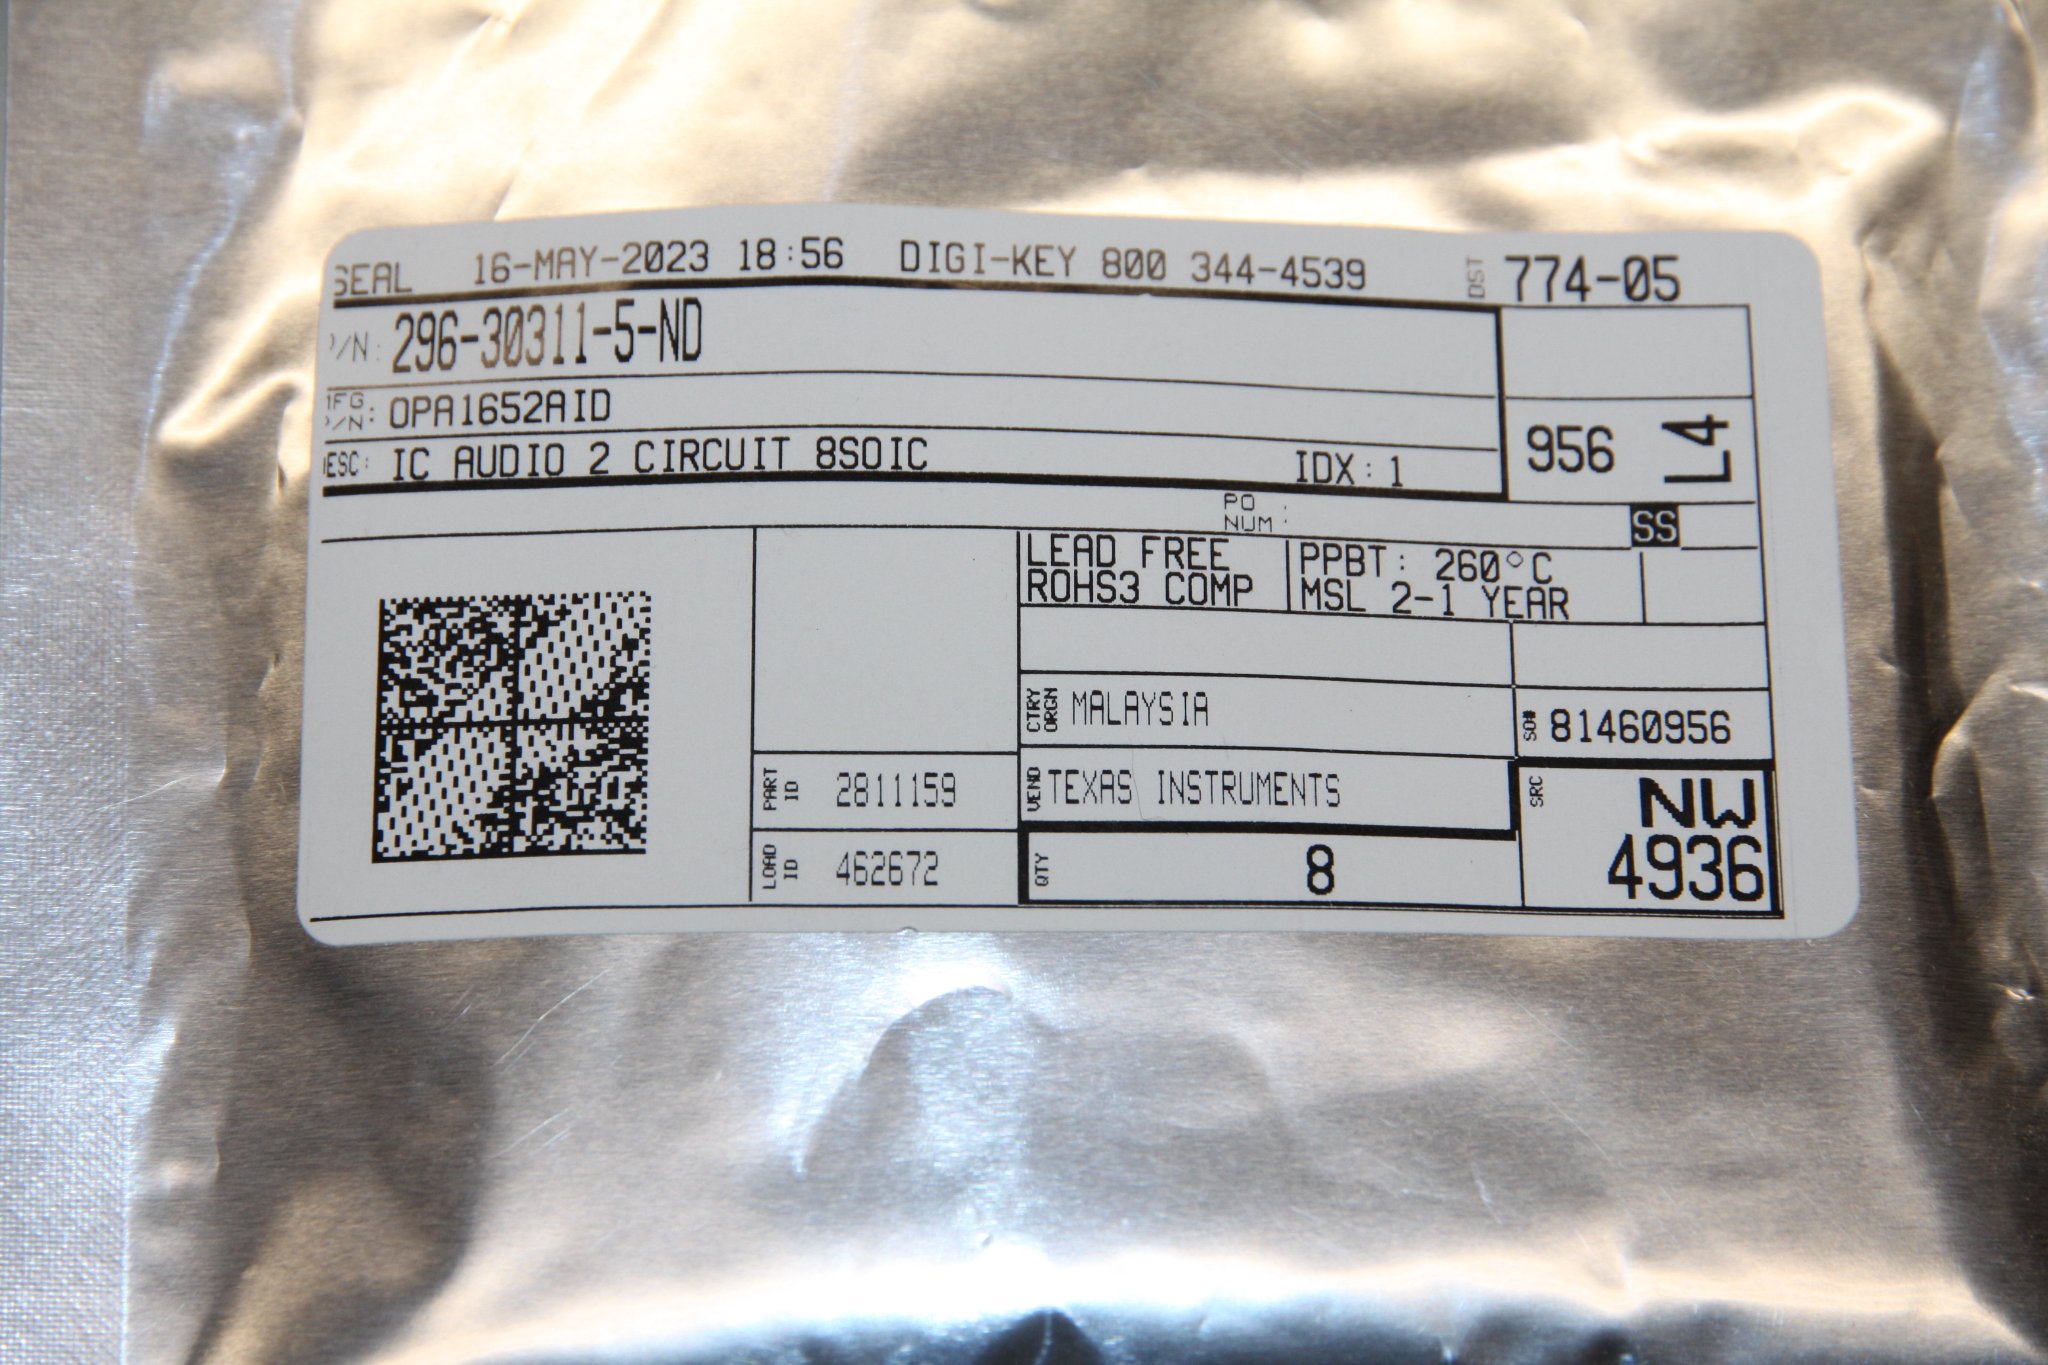 SEAL 16-MAY-2023 18:56 DIGI-KEY 800 344-4539 DST 774-05
P/N: 296-30311-5-ND
MFG P/N: OPA1652AID
956 L4
DESC: IC AUDIO 2 CIRCUIT 8SOIC IDX: 1
PO NUM :
SS
LEAD FREE
ROHS3 COMP
PPBT: 260°C
MSL 2-1 YEAR
CTRY ORGN MALAYSIA
SO# 81460956
PART ID 2811159
VEND TEXAS INSTRUMENTS
SRC NW
4936
LOAD ID 462672
QTY 8